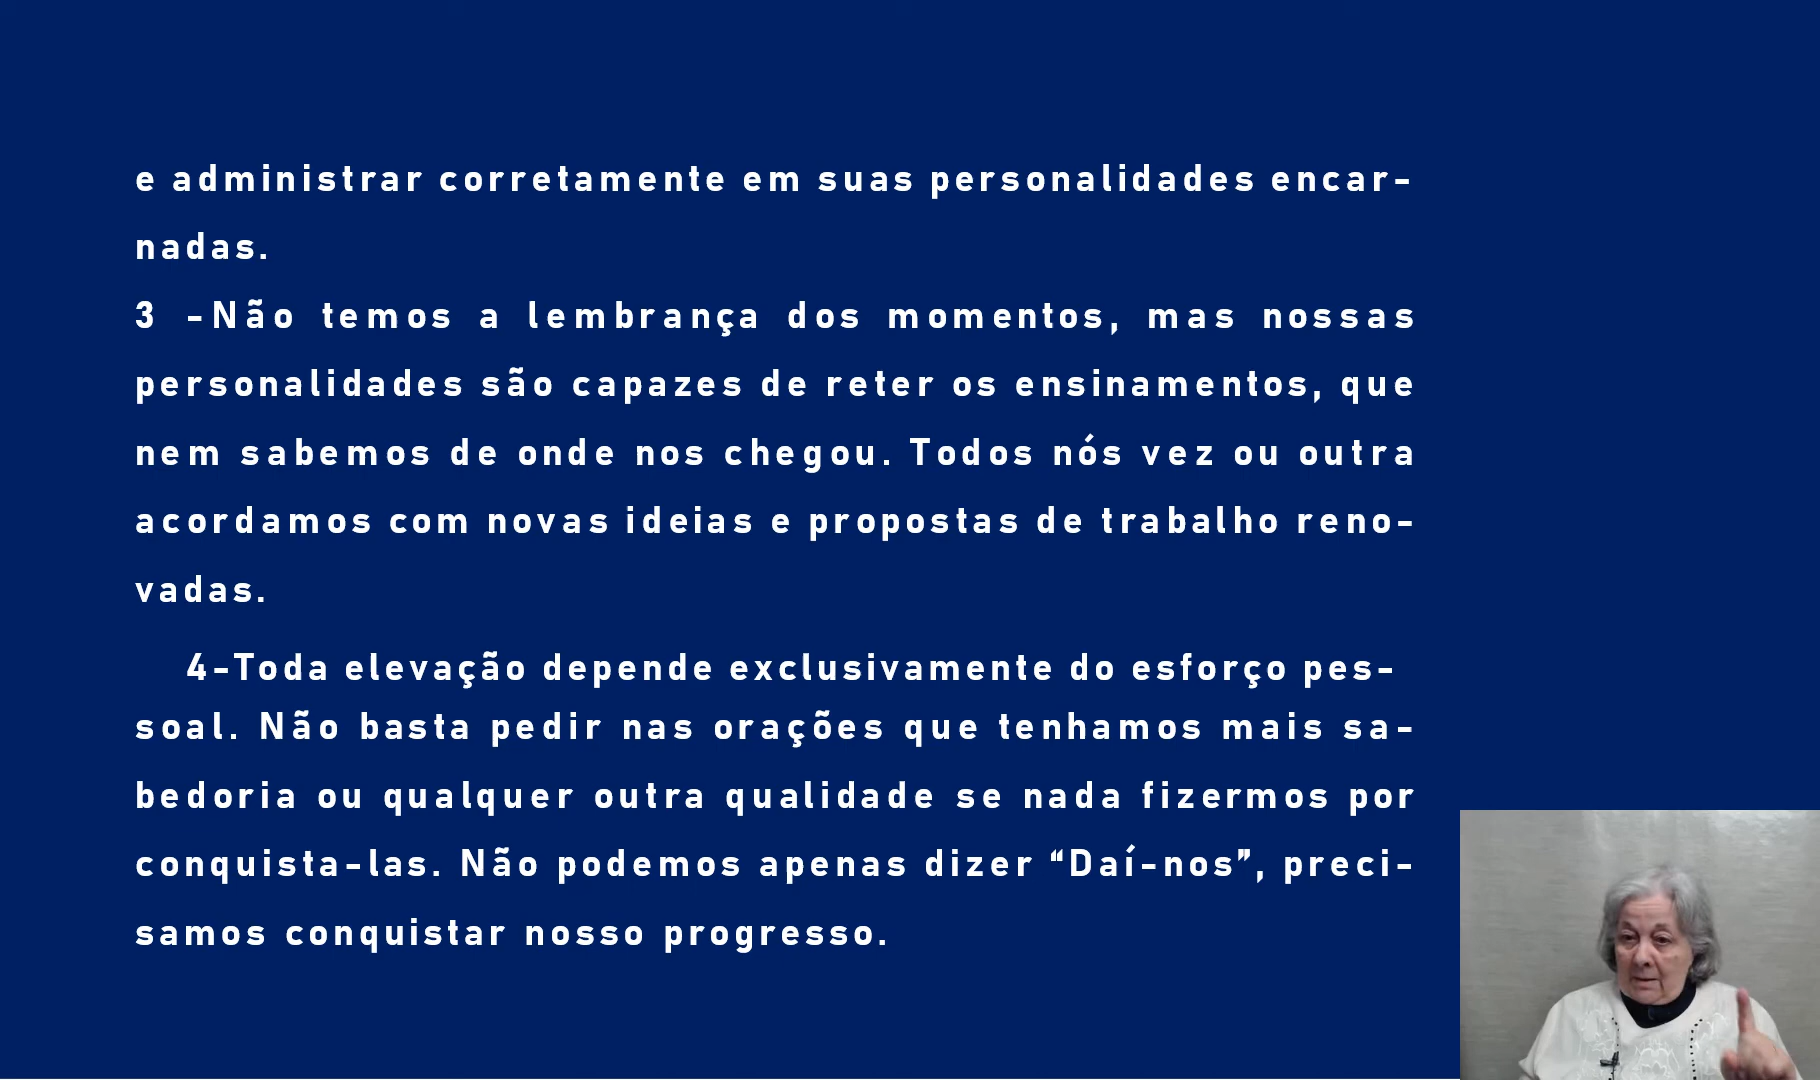 e administrar corretamente em suas personalidades encar-
nadas.
3 -Não temos a lembrança dos momentos, mas nossas
personalidades são capazes de reter os ensinamentos, que
nem sabemos de onde nos chegou. Todos nós vez ou outra
acordamos com novas ideias e propostas de trabalho reno-
vadas.
4-Toda elevação depende exclusivamente do esforço pes-
soal. Não basta pedir nas orações que tenhamos mais sa-
bedoria ou qualquer outra qualidade se nada fizermos por
conquista-las. Não podemos apenas dizer “Daí-nos”, preci-
samos conquistar nosso progresso.